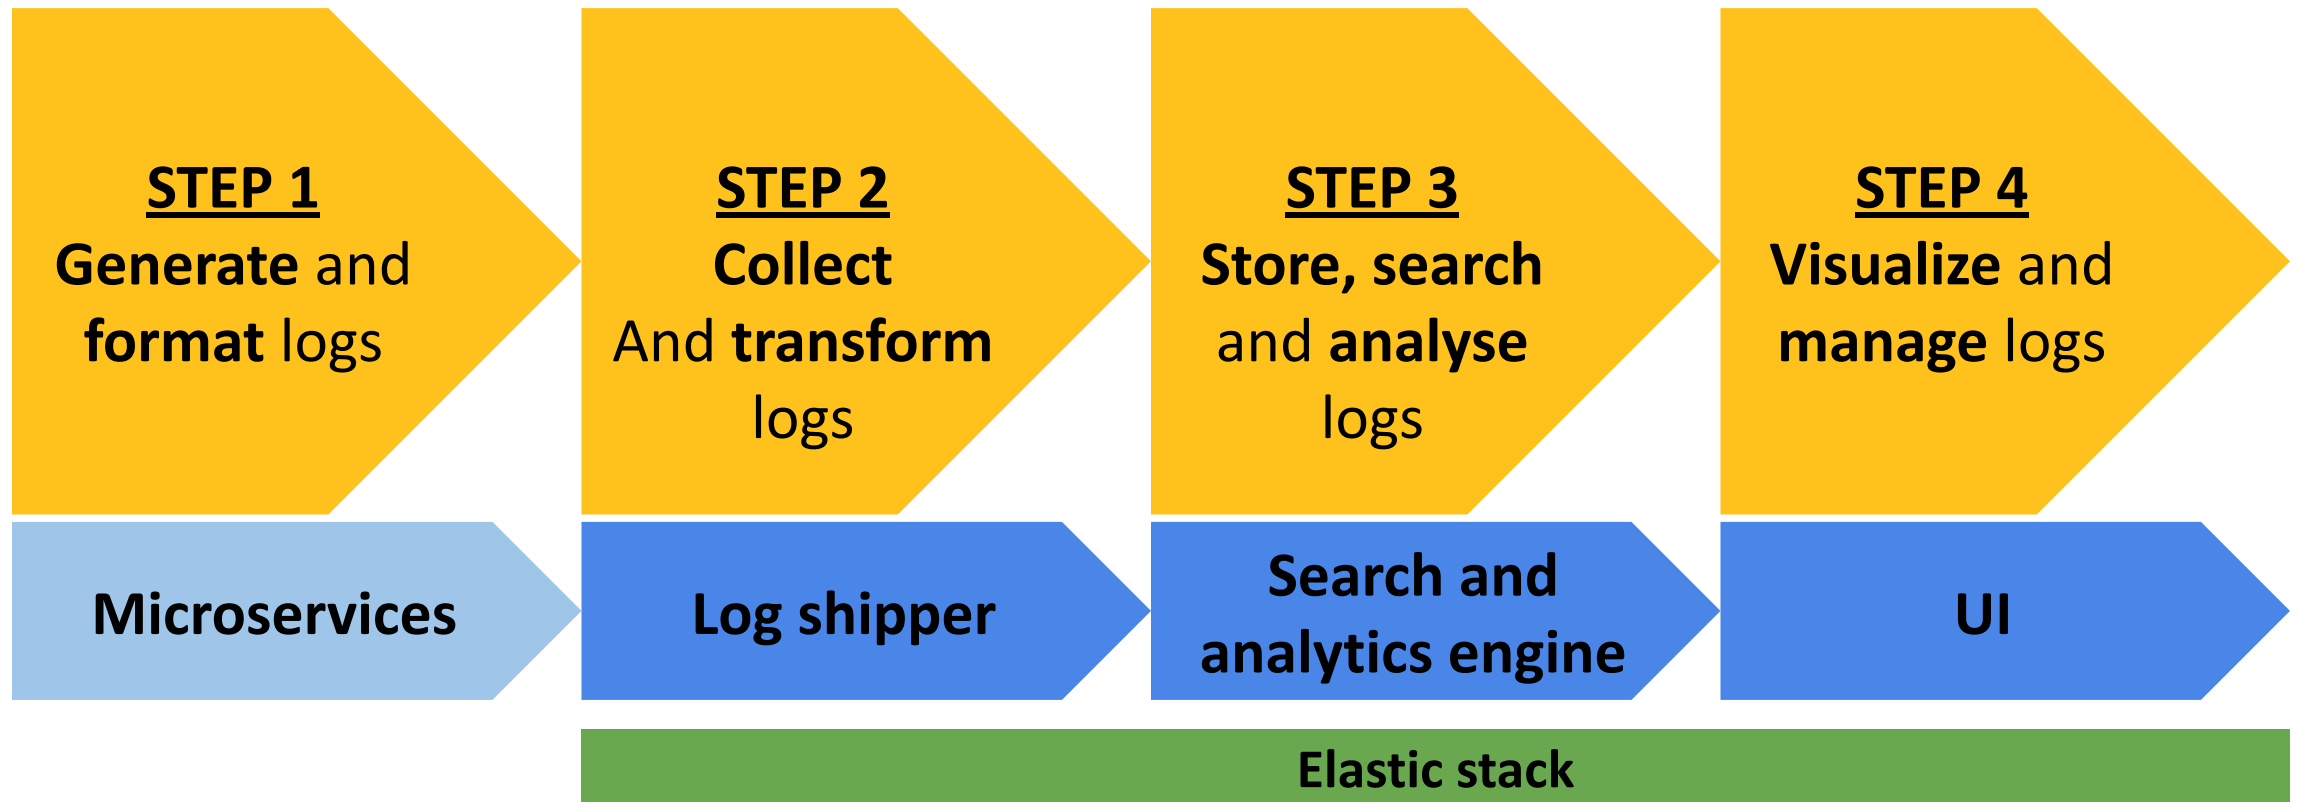 STEP 1
Generate and
format logs
STEP 2
Collect
And transform
logs
STEP 3
Store, search
and analyse
logs
STEP 4
Visualize and
manage logs
Microservices
Log shipper
Search and
analytics engine
UI
Elastic stack